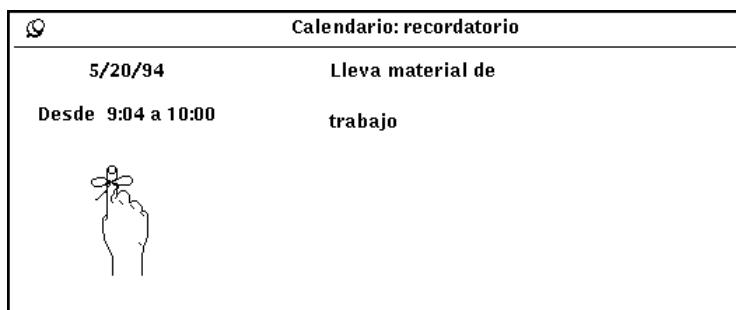 Calendario: recordatorio
5/20/94
Desde 9:04 a 10:00
Lleva material de
trabajo